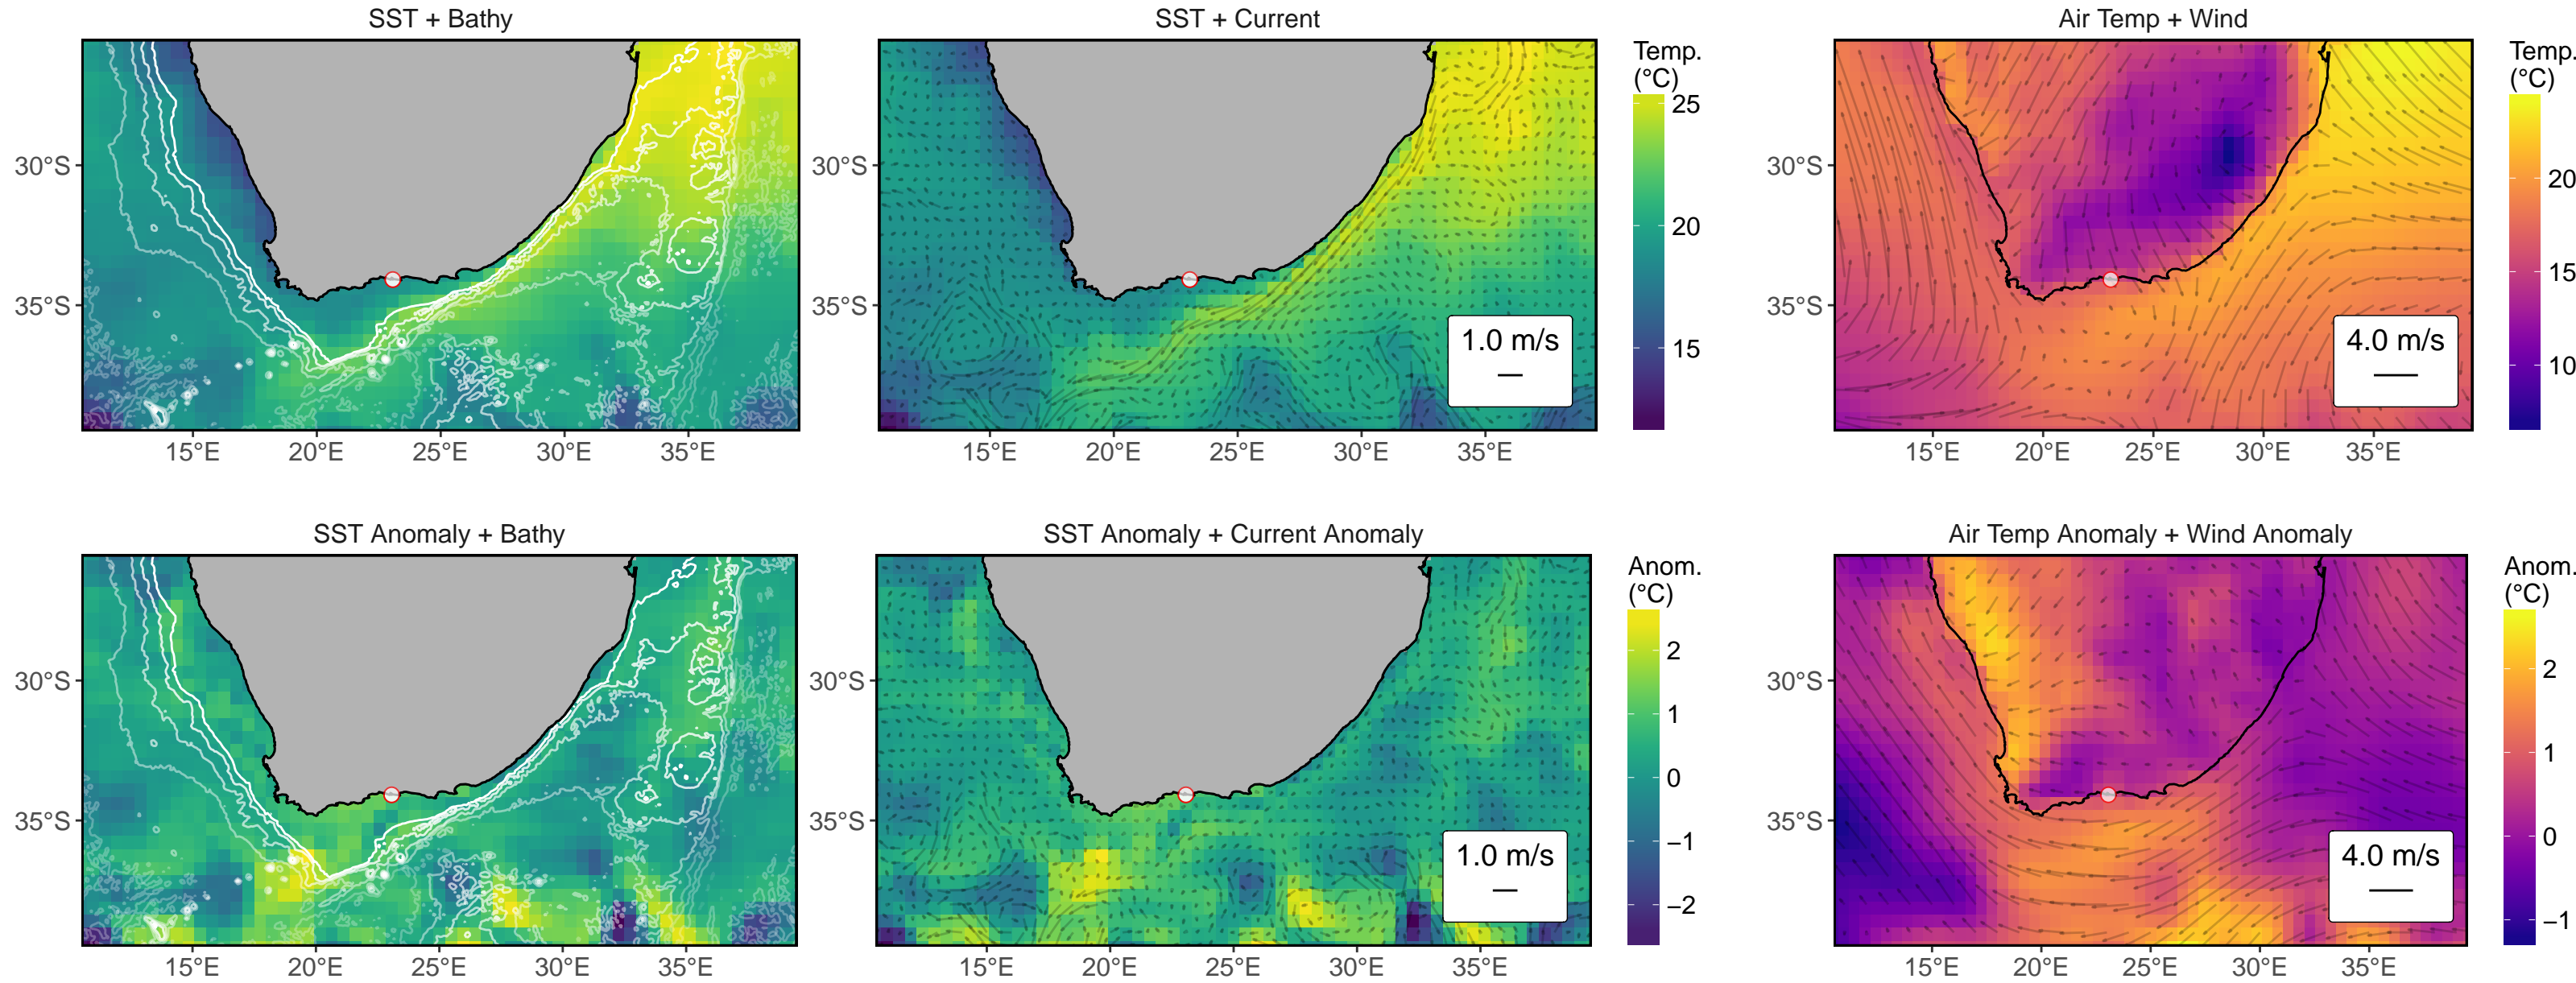 SST + Bathy
SST + Current
Air Temp + Wind
30°S
35°S
15°E 20°E 25°E 30°E 35°E
30°S
35°S
1.0 m/s
15°E 20°E 25°E 30°E 35°E
Temp.
(°C)
25
20
15
30°S
35°S
4.0 m/s
15°E 20°E 25°E 30°E 35°E
Temp.
(°C)
20
15
10
SST Anomaly + Bathy
SST Anomaly + Current Anomaly
Air Temp Anomaly + Wind Anomaly
30°S
35°S
15°E 20°E 25°E 30°E 35°E
30°S
35°S
1.0 m/s
15°E 20°E 25°E 30°E 35°E
Anom.
(°C)
2
1
0
−1
−2
30°S
35°S
4.0 m/s
15°E 20°E 25°E 30°E 35°E
Anom.
(°C)
2
1
0
−1